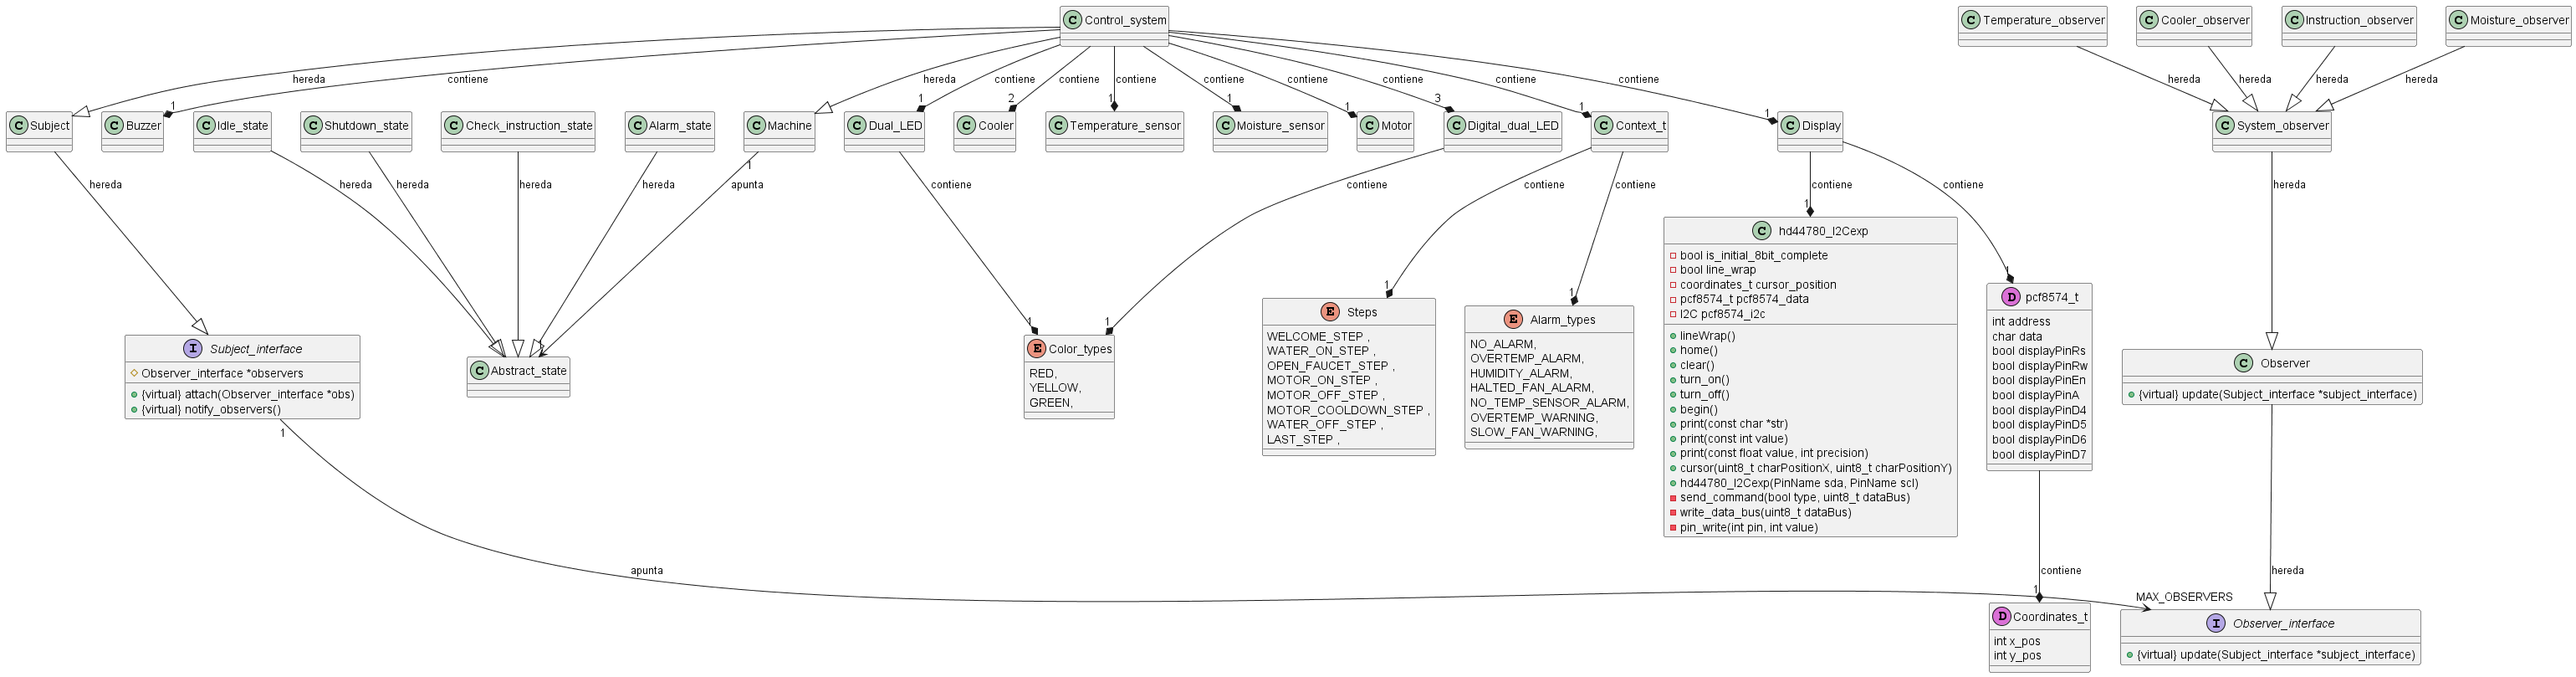 C Control_system
C Temperature_observer
C Cooler_observer
C Instruction_observer
C Moisture_observer
hereda
contiene
hereda
contiene
contiene
contiene
contiene
contiene
contiene
contiene
contiene
hereda
hereda
hereda
hereda
1
1
2
1
1
1
3
1
1
C Subject
C Buzzer
C Idle_state
C Shutdown_state
C Check_instruction_state
C Alarm_state
C Machine
C Dual_LED
C Cooler
C Temperature_sensor
C Moisture_sensor
C Motor
C Digital_dual_LED
C Context_t
C Display
C System_observer
1
hereda
hereda
hereda
hereda
hereda
apunta
contiene
contiene
contiene
contiene
contiene
contiene
hereda
I Subject_interface
Observer_interface *observers
{virtual} attach(Observer_interface *obs)
{virtual} notify_observers()
1
C Abstract_state
1
1
1
E Color_types
RED,
YELLOW,
GREEN,
1
E Steps
WELCOME_STEP ,
WATER_ON_STEP ,
OPEN_FAUCET_STEP ,
MOTOR_ON_STEP ,
MOTOR_OFF_STEP ,
MOTOR_COOLDOWN_STEP ,
WATER_OFF_STEP ,
LAST_STEP ,
1
E Alarm_types
NO_ALARM,
OVERTEMP_ALARM,
HUMIDITY_ALARM,
HALTED_FAN_ALARM,
NO_TEMP_SENSOR_ALARM,
OVERTEMP_WARNING,
SLOW_FAN_WARNING,
1
C hd44780_I2Cexp
bool is_initial_8bit_complete
bool line_wrap
coordinates_t cursor_position
pcf8574_t pcf8574_data
I2C pcf8574_i2c
lineWrap()
home()
clear()
turn_on()
turn_off()
begin()
print(const char *str)
print(const int value)
print(const float value, int precision)
cursor(uint8_t charPositionX, uint8_t charPositionY)
hd44780_I2Cexp(PinName sda, PinName scl)
send_command(bool type, uint8_t dataBus)
write_data_bus(uint8_t dataBus)
pin_write(int pin, int value)
1
D pcf8574_t
int address
char data
bool displayPinRs
bool displayPinRw
bool displayPinEn
bool displayPinA
bool displayPinD4
bool displayPinD5
bool displayPinD6
bool displayPinD7
C Observer
{virtual} update(Subject_interface *subject_interface)
apunta
contiene
hereda
1
MAX_OBSERVERS
D Coordinates_t
int x_pos
int y_pos
I Observer_interface
{virtual} update(Subject_interface *subject_interface)